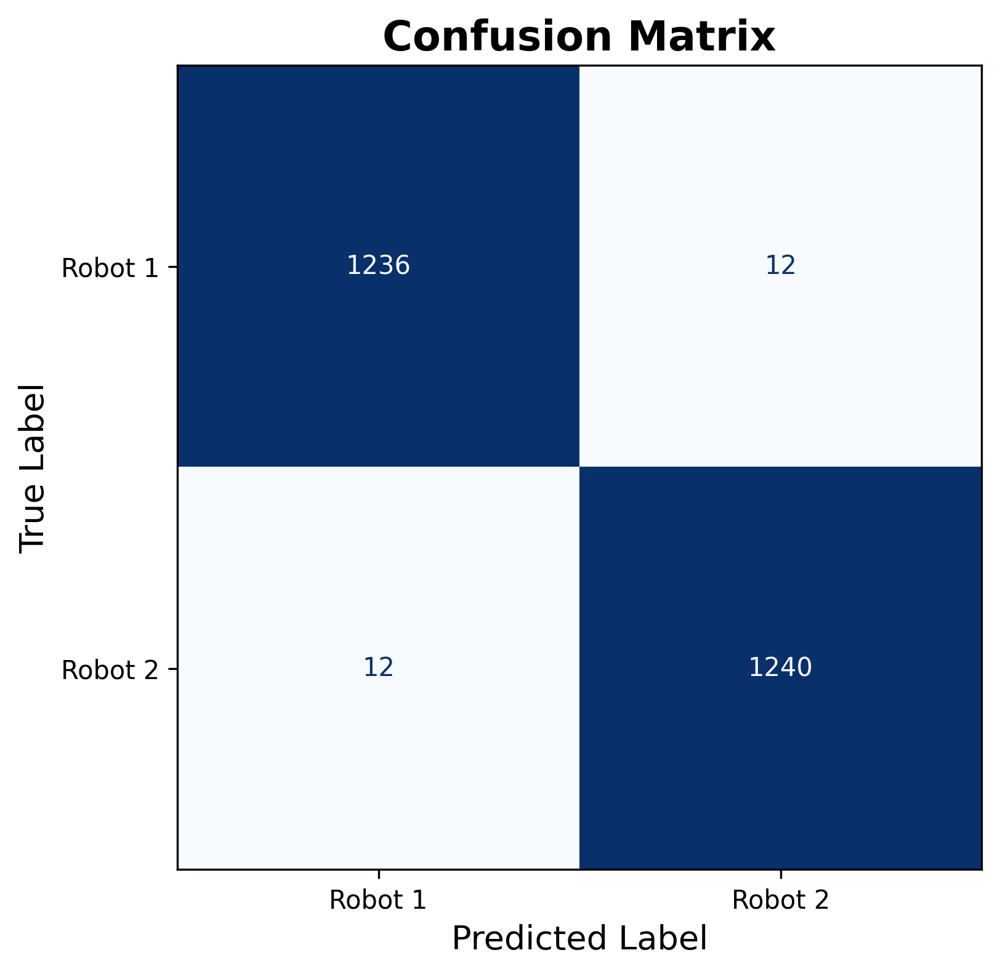 Confusion Matrix
True Label
Robot 1
1236
12
Robot 2
12
1240
Robot 1
Robot 2
Predicted Label